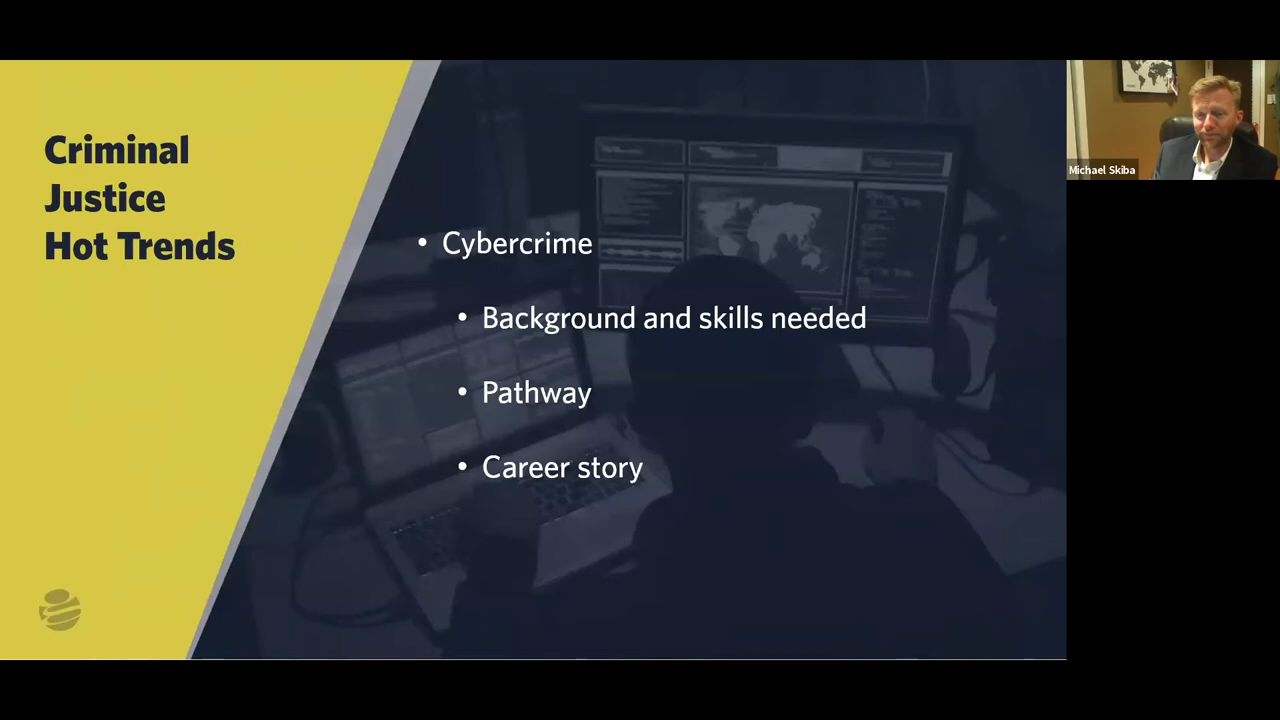 Criminal
Justice
Hot Trends
• Cybercrime
• Background and skills needed
• Pathway
• Career story
Michael Skiba